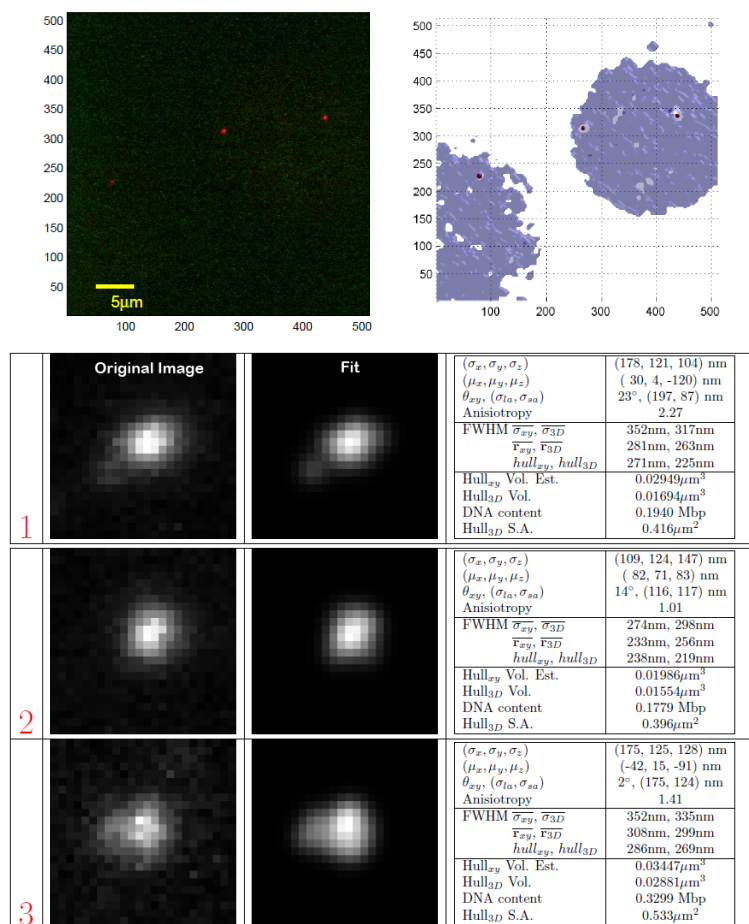 500
450
400
350
300
250
200
150
100
50
5μm
100 200 300 400 500
500
450
400
350
300
250
200
150
100
50
100 200 300 400 500
1
Original Image
Fit
(σx, σy, σz) (178, 121, 104) nm
(μx, μy, μz) ( 30, 4, -120) nm
θxy, (σla, σsa) 23°, (197, 87) nm
Anisiotropy 2.27
FWHM σxy, σ3D 352nm, 317nm
rxy, r3D 281nm, 263nm
hullxy, hull3D 271nm, 225nm
Hullxy Vol. Est. 0.02949μm³
Hull3D Vol. 0.01694μm³
DNA content 0.1940 Mbp
Hull3D S.A. 0.416μm²
2
(σx, σy, σz) (109, 124, 147) nm
(μx, μy, μz) ( 82, 71, 83) nm
θxy, (σla, σsa) 14°, (116, 117) nm
Anisiotropy 1.01
FWHM σxy, σ3D 274nm, 298nm
rxy, r3D 233nm, 256nm
hullxy, hull3D 238nm, 219nm
Hullxy Vol. Est. 0.01986μm³
Hull3D Vol. 0.01554μm³
DNA content 0.1779 Mbp
Hull3D S.A. 0.396μm²
3
(σx, σy, σz) (175, 125, 128) nm
(μx, μy, μz) (-42, 15, -91) nm
θxy, (σla, σsa) 2°, (175, 124) nm
Anisiotropy 1.41
FWHM σxy, σ3D 352nm, 335nm
rxy, r3D 308nm, 299nm
hullxy, hull3D 286nm, 269nm
Hullxy Vol. Est. 0.03447μm³
Hull3D Vol. 0.02881μm³
DNA content 0.3299 Mbp
Hull3D S.A. 0.533μm²